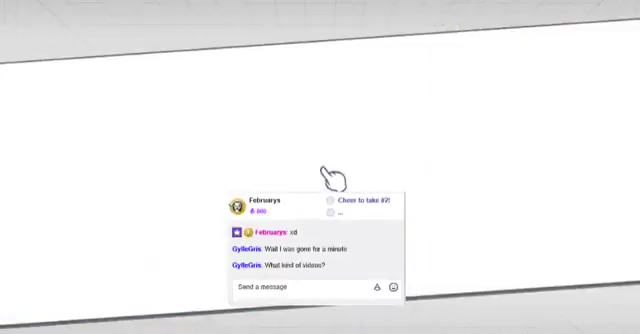 Februarys
600
Cheer to take #2!
...
Februarys: xd
GylleGris: Wait I was gone for a minute
GylleGris: What kind of videos?
Send a message